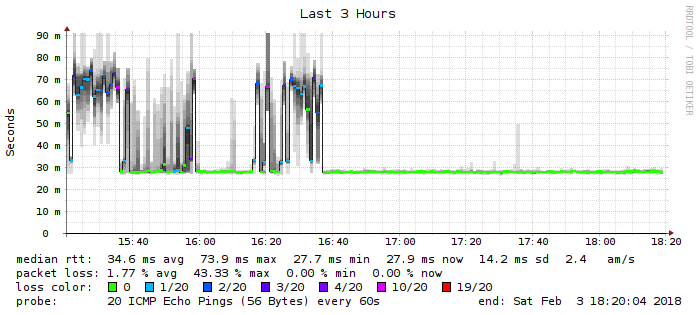 Last 3 Hours
RRDTOOL / TOBI OETIKER
Seconds
90 m
80 m
70 m
60 m
50 m
40 m
30 m
20 m
10 m
0
15:40 16:00 16:20 16:40 17:00 17:20 17:40 18:00 18:20
median rtt: 34.6 ms avg 73.9 ms max 27.7 ms min 27.9 ms now 14.2 ms sd 2.4 am/s
packet loss: 1.77 % avg 43.33 % max 0.00 % min 0.00 % now
loss color: 0 1/20 2/20 3/20 4/20 10/20 19/20
probe: 20 ICMP Echo Pings (56 Bytes) every 60s end: Sat Feb 3 18:20:04 2018